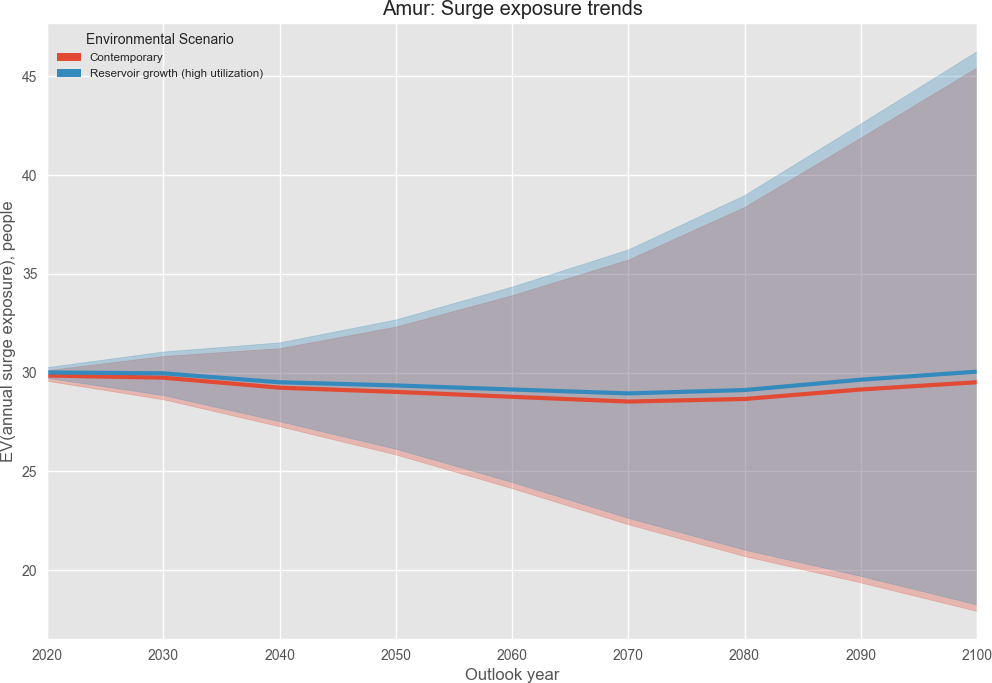 Amur: Surge exposure trends
Environmental Scenario
Contemporary
Reservoir growth (high utilization)
EV(annual surge exposure), people
45
40
35
30
25
20
2020 2030 2040 2050 2060 2070 2080 2090 2100
Outlook year